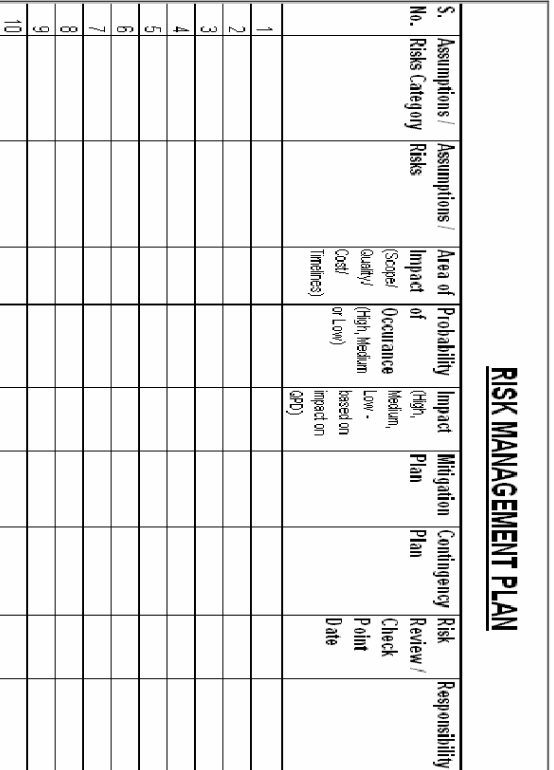 RISK MANAGEMENT PLAN
S.
No.
Assumptions /
Risks Category
Assumptions /
Risks
Area of
Impact
(Scope/
Quality/
Cost/
Timelines)
Probability
of
Occurance
(High, Medium
or Low)
Impact
(High,
Medium,
Low -
based on
impact on
QPD)
Mitigation
Plan
Contingency
Plan
Risk
Review /
Check
Point
Date
Responsibility
1
2
3
4
5
6
7
8
9
10